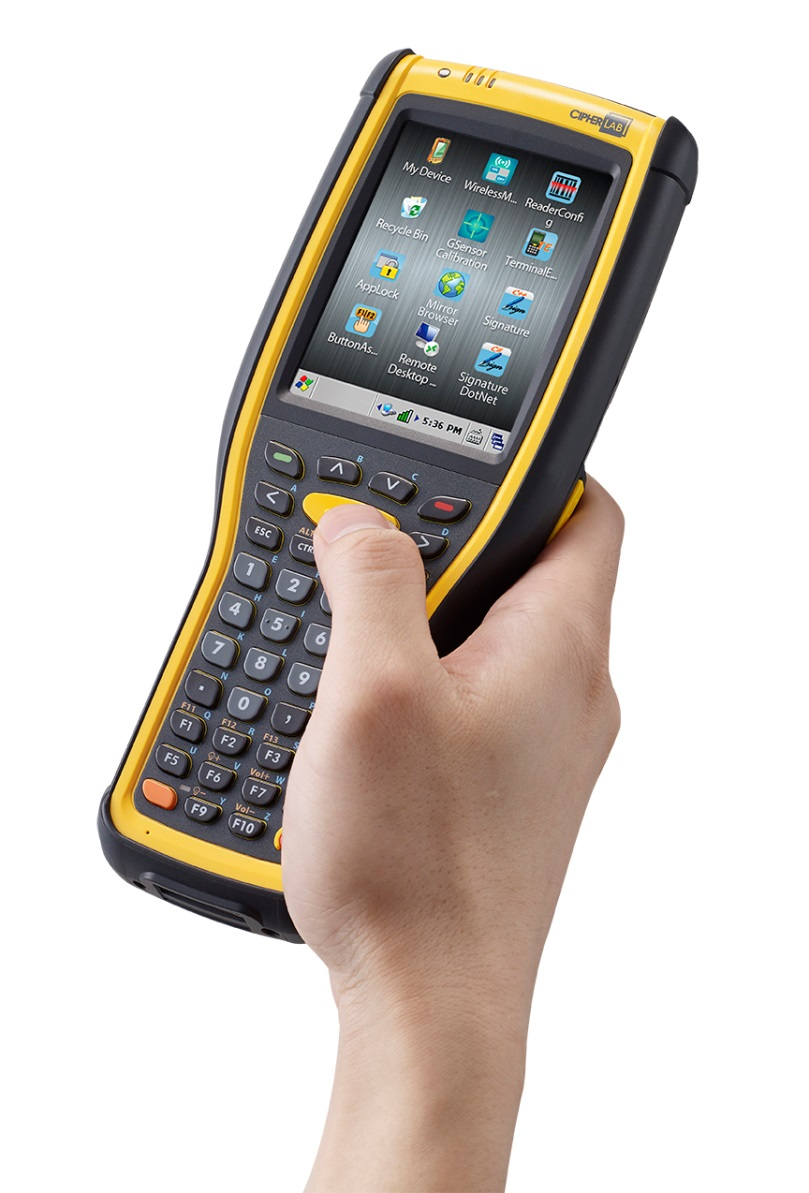 CIPHERLAB
My Device
WirelessM...
ReaderConfi
g
Recycle Bin
GSensor
Calibration
TerminalE...
AppLock
Mirror
Browser
Signature
F1 F2
ButtonAs...
Remote
Desktop ...
Signature
DotNet
5:36 PM
B
C
A
D
ESC
ALT
CTR
E
1
2
H
I
4
5
6
K
L
7
8
9
N
O
P
.
0
,
F11 Q
F12 R
F13 S
F1
F2
F3
U
V
Vol+ W
F5
F6
F7
Y
Vol- Z
F9
F10